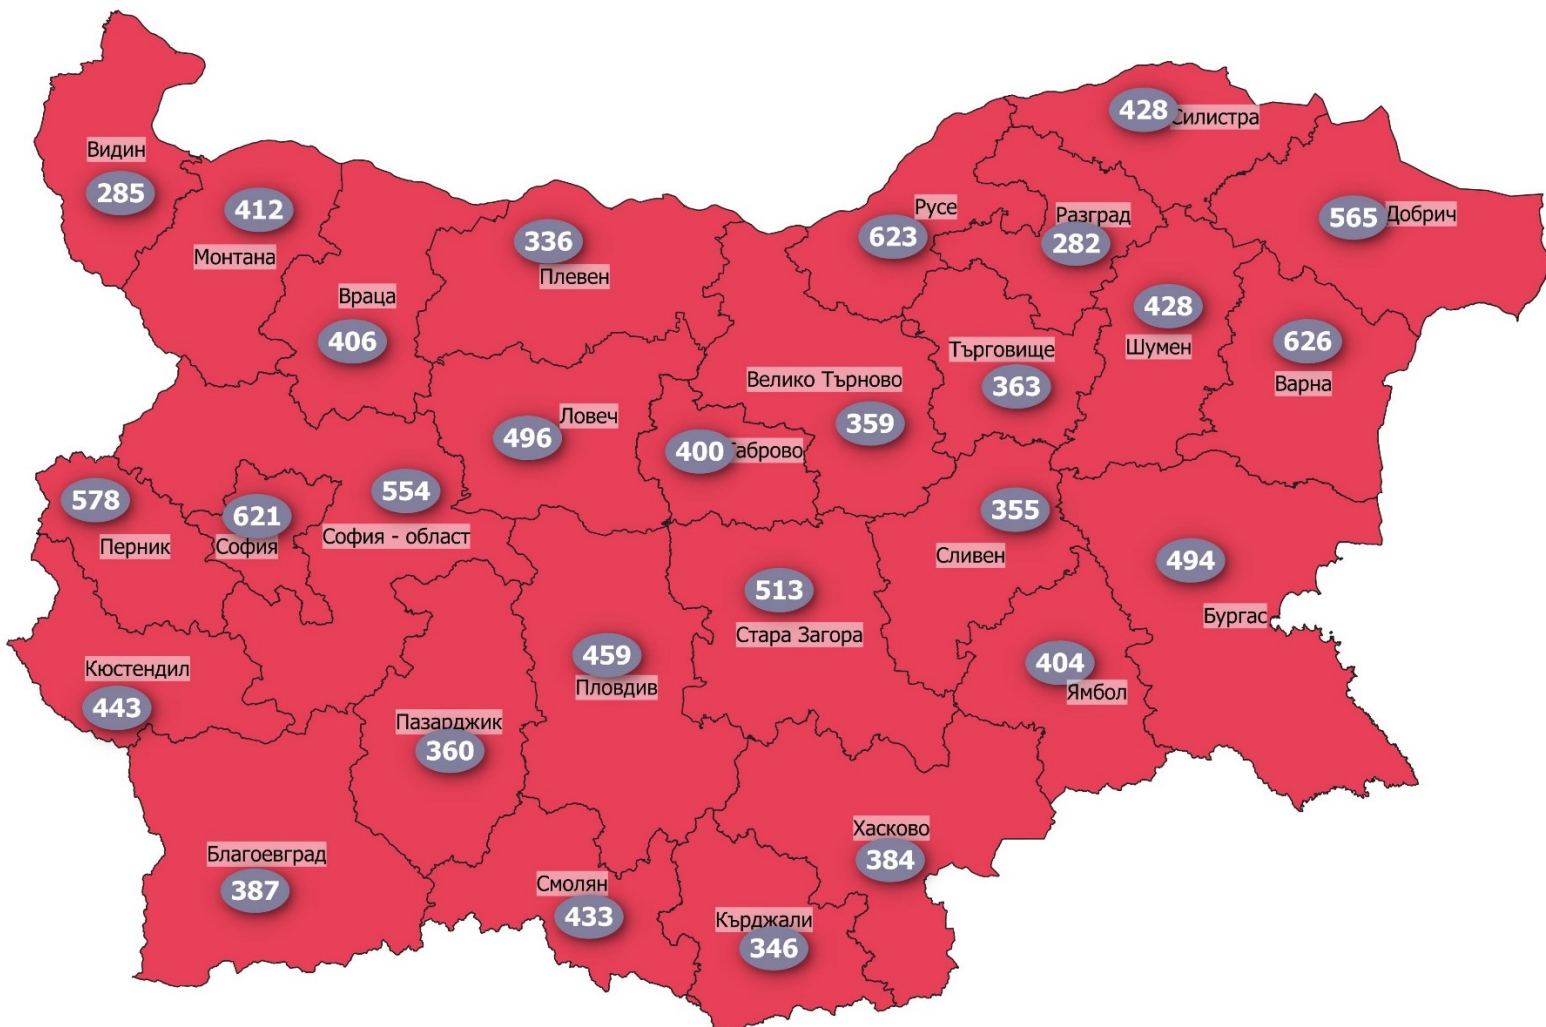 428
Силистра
Видин
285
412
Монтана
Русе
623
Разград
282
565
Добрич
336
Плевен
Враца
406
428
Шумен
626
Варна
Търговище
363
Велико Търново
359
Ловеч
496
400
Габрово
578
Перник
621
София
554
София - област
355
Сливен
494
Бургас
513
Стара Загора
459
Пловдив
404
Ямбол
Кюстендил
443
Пазарджик
360
Хасково
384
Благоевград
387
Смолян
433
Кърджали
346